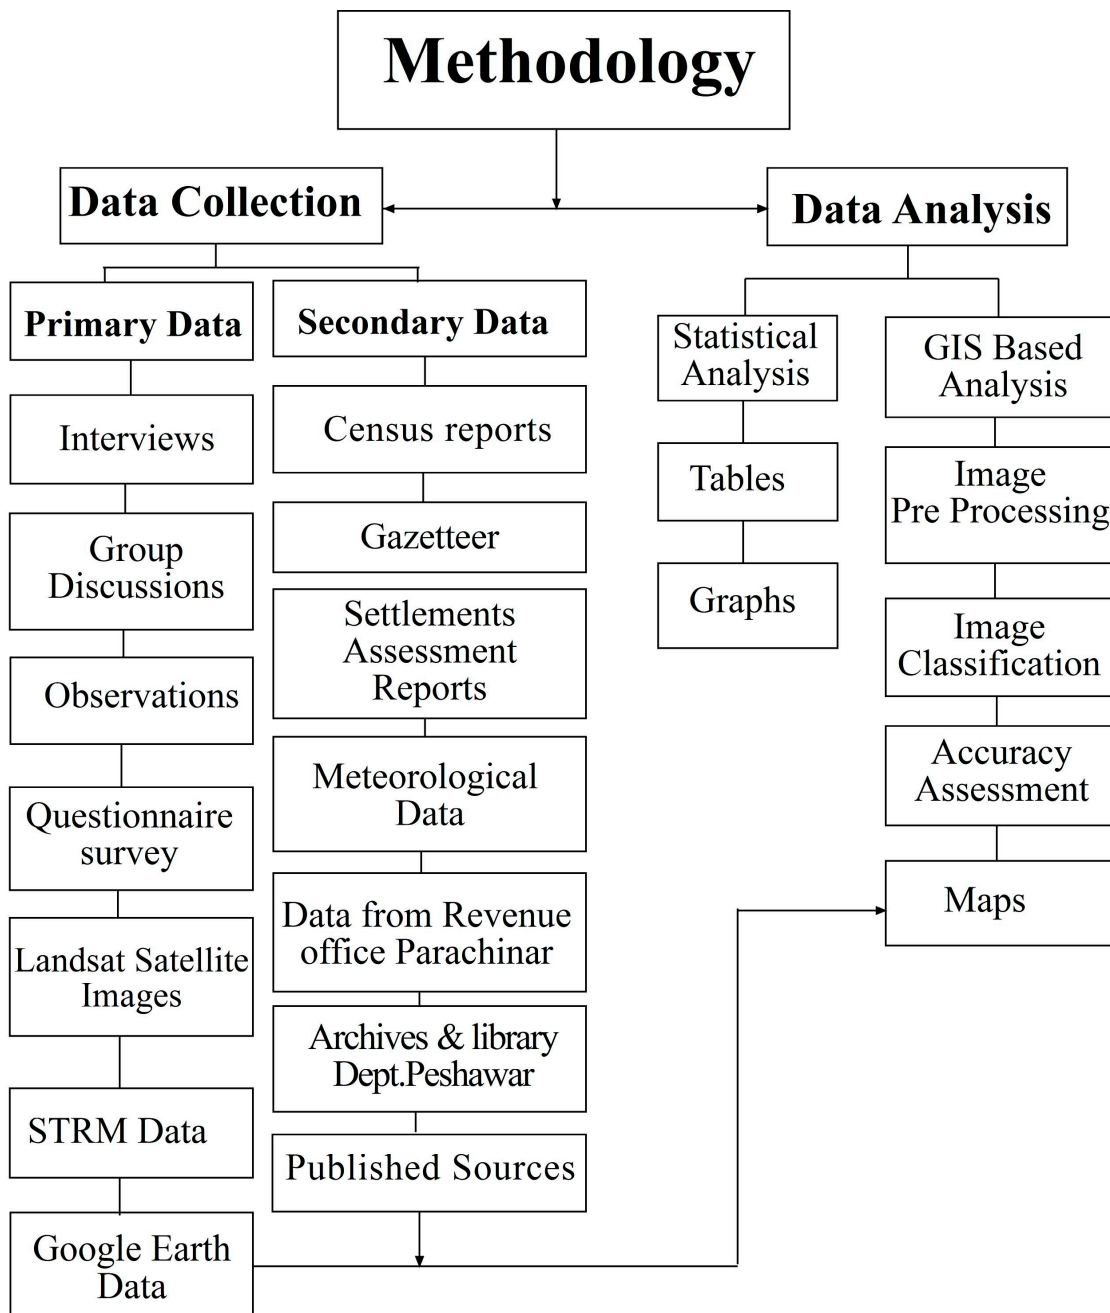 Methodology
Data Collection
Data Analysis
Primary Data
Interviews
Group
Discussions
Observations
Questionnaire
survey
Landsat Satellite
Images
STRM Data
Google Earth
Data
Secondary Data
Census reports
Gazetteer
Settlements
Assessment
Reports
Meteorological
Data
Data from Revenue
office Parachinar
Archives & library
Dept.Peshawar
Published Sources
Statistical
Analysis
Tables
Graphs
GIS Based
Analysis
Image
Pre Processing
Image
Classification
Accuracy
Assessment
Maps